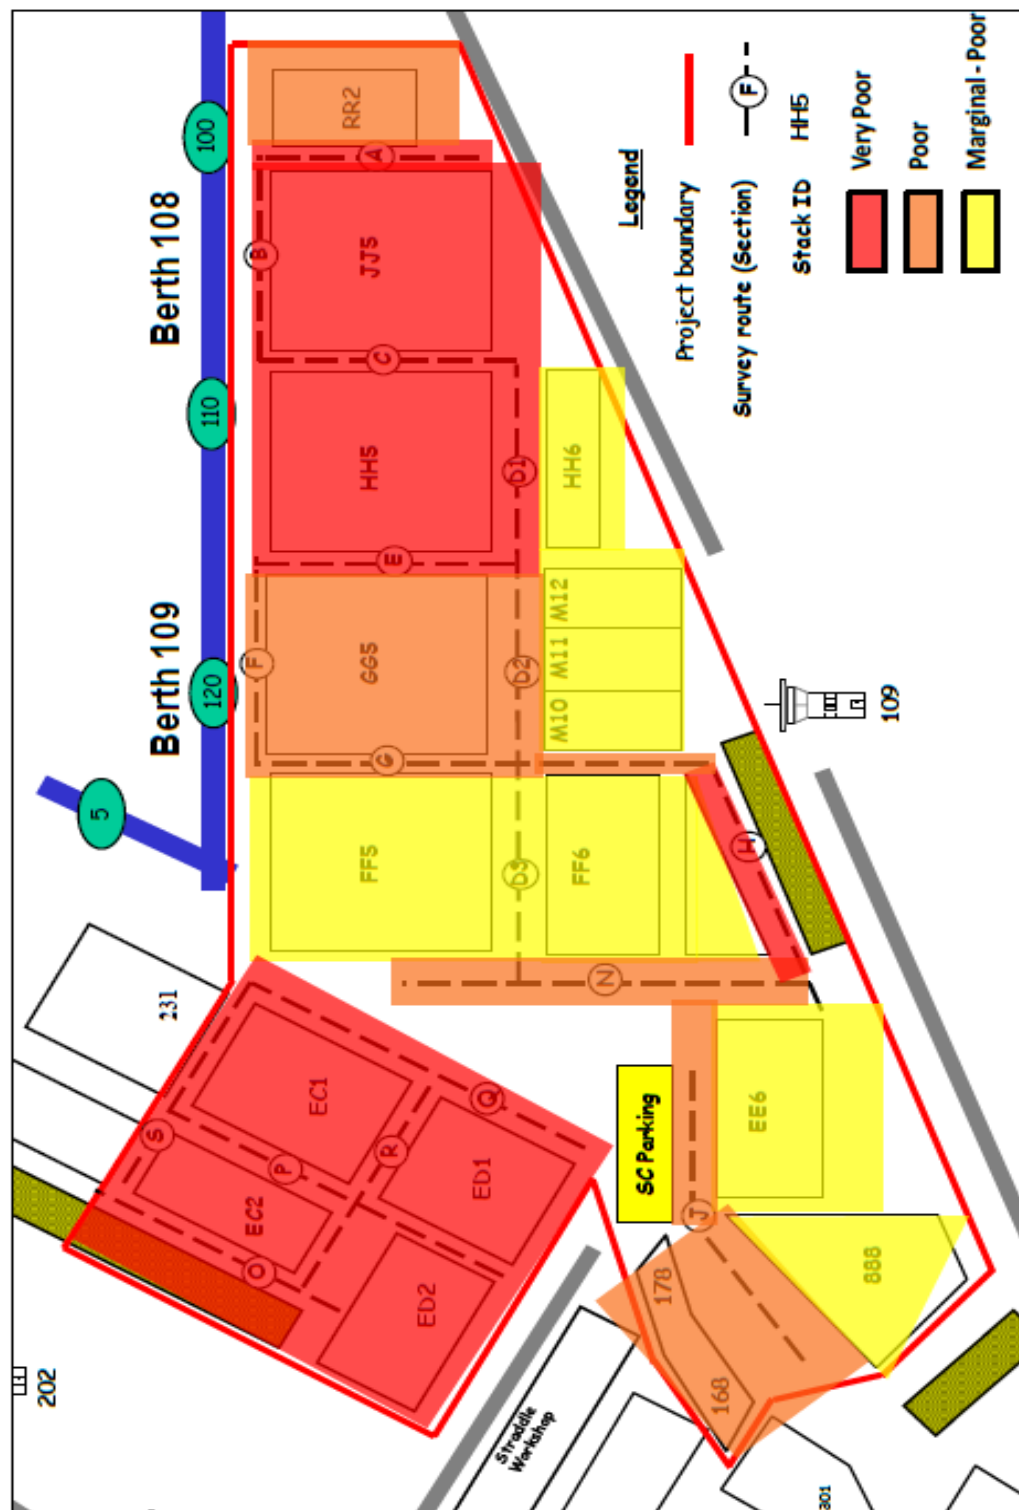 Berth 109
Berth 108
5
120
110
100
231
202
FF5
GG5
HH5
JJ5
RR2
F
B
G
E
C
A
D3
D2
D1
FF6
M10
M11
M12
HH6
H
N
109
S
EC1
EC2
P
O
R
Q
ED1
ED2
SC Parking
EE6
J
178
168
888
Straddle
Workshop
301
Legend
Project boundary
Survey route (Section)
F
Stack ID
HH5
Very Poor
Poor
Marginal - Poor